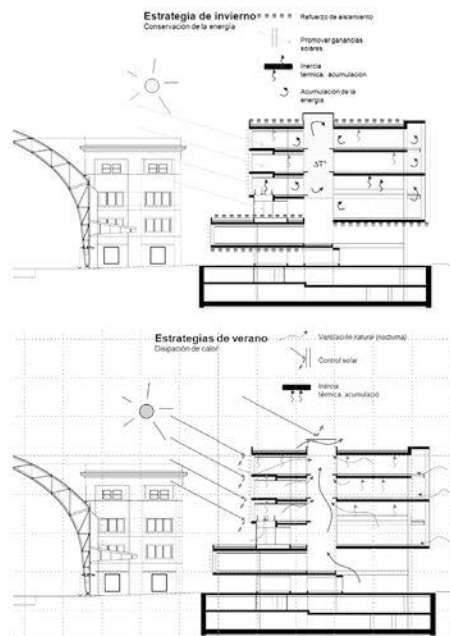 Estrategia de invierno
Conservación de la energía
Refuerzo de aislamiento
Promover ganancias
solares
Inercia
térmica, acumulación
Acumulación de la
energía
ΔTº
Estrategias de verano
Disipación de calor
Ventilación natural (nocturna)
Control solar
Inercia
térmica, acumulació